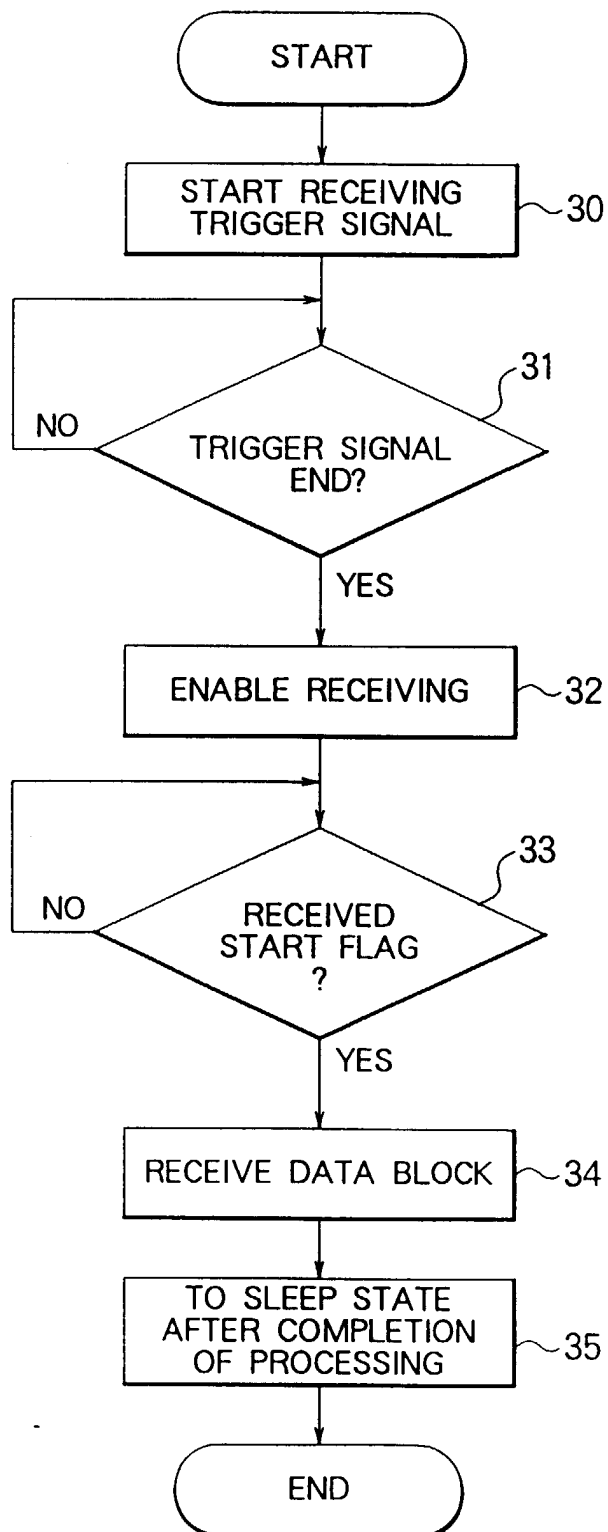 START
START RECEIVING
TRIGGER SIGNAL
30
31
NO
TRIGGER SIGNAL
END?
YES
ENABLE RECEIVING
32
33
NO
RECEIVED
START FLAG
?
YES
RECEIVE DATA BLOCK
34
TO SLEEP STATE
AFTER COMPLETION
OF PROCESSING
35
END